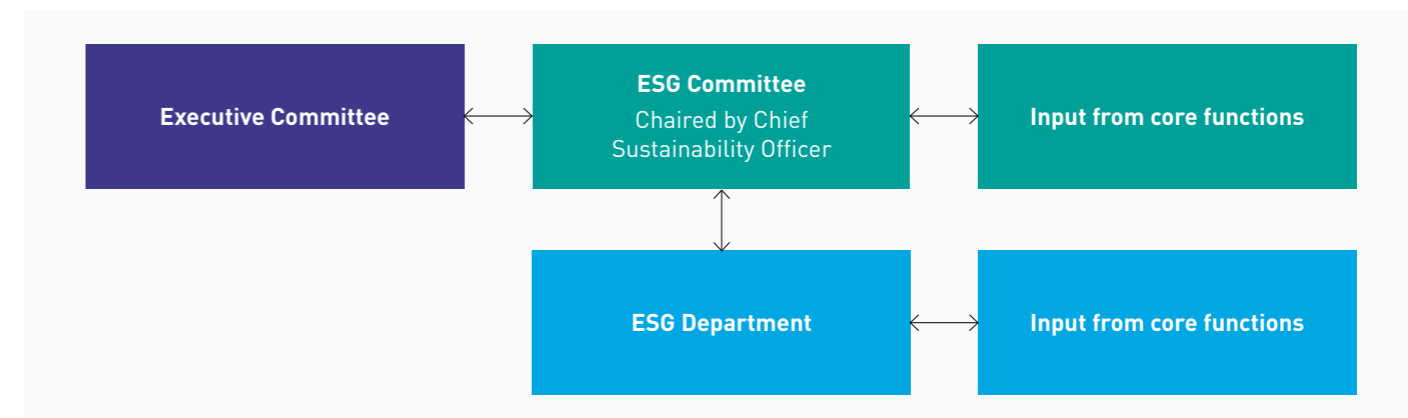 Executive Committee
ESG Committee
Chaired by Chief
Sustainability Officer
Input from core functions
ESG Department
Input from core functions